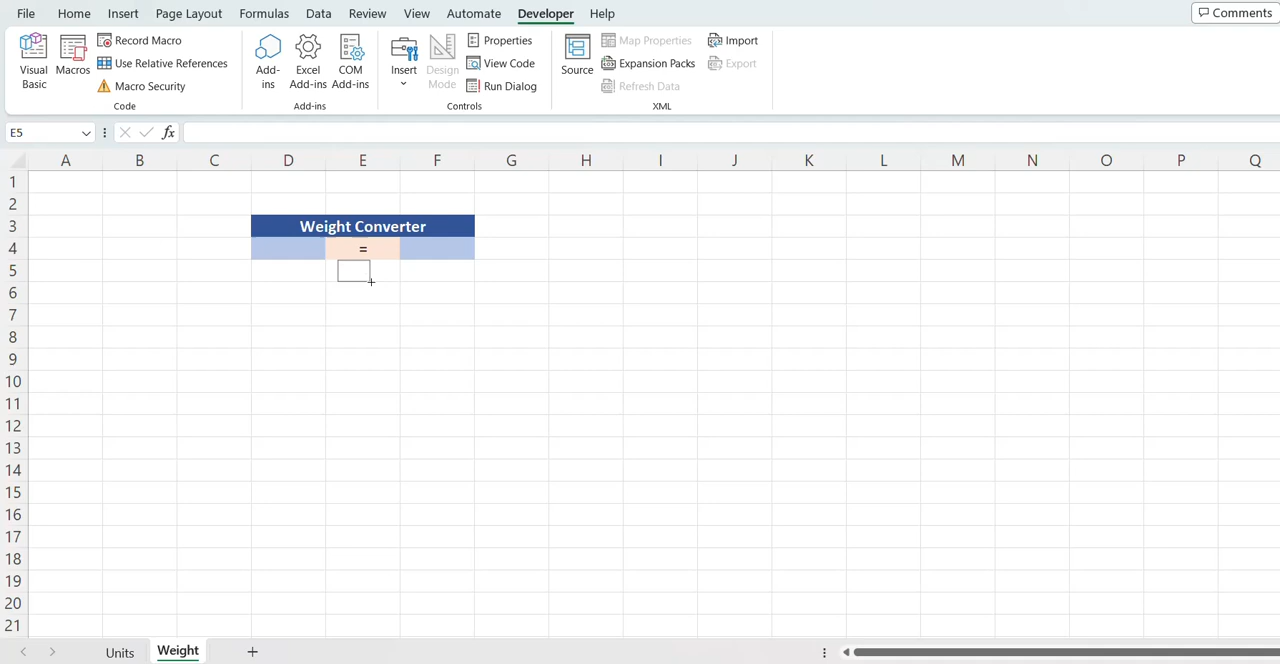 File Home Insert Page Layout Formulas Data Review View Automate Developer Help Comments
Record Macro Properties Map Properties Import
Use Relative References View Code Expansion Packs Export
Visual Basic Macros Add-ins Excel Add-ins COM Add-ins Insert Design Mode Source
Macro Security Run Dialog Refresh Data
Code Add-ins Controls XML
E5 fx
A B C D E F G H I J K L M N O P Q
1
2
3 Weight Converter
4 =
5
6
7
8
9
10
11
12
13
14
15
16
17
18
19
20
21
Units Weight +